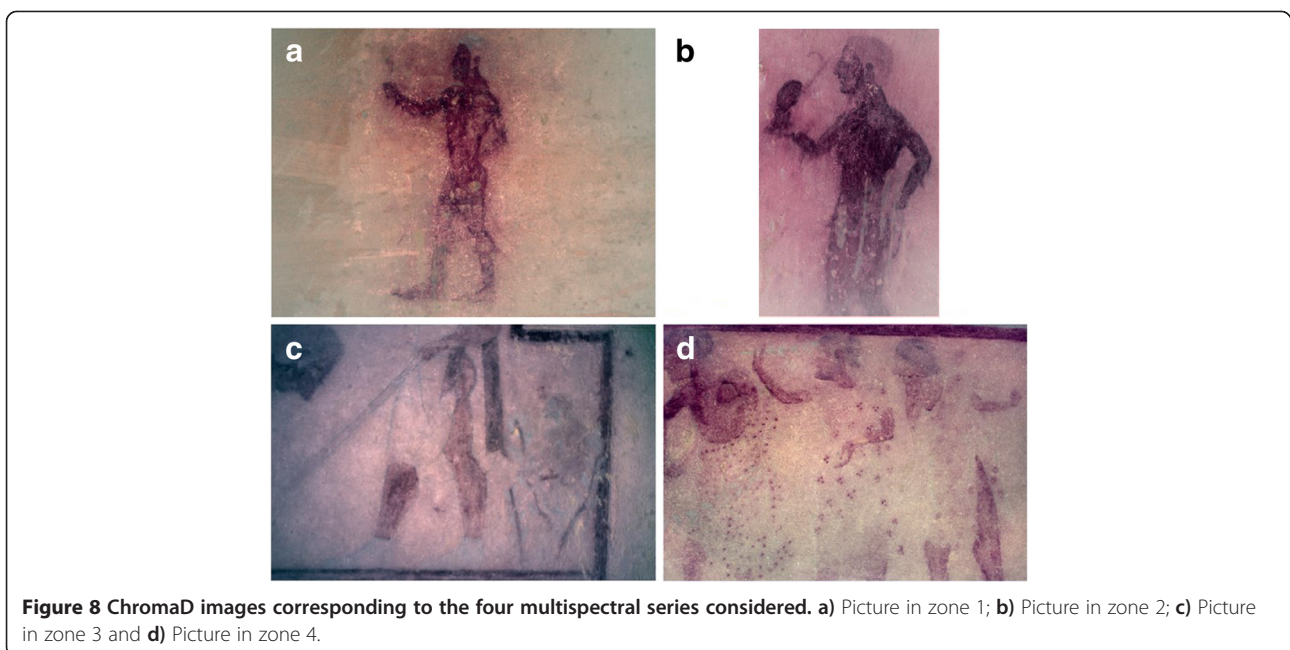 a
b
c
d
Figure 8 ChromaD images corresponding to the four multispectral series considered. a) Picture in zone 1; b) Picture in zone 2; c) Picture
in zone 3 and d) Picture in zone 4.